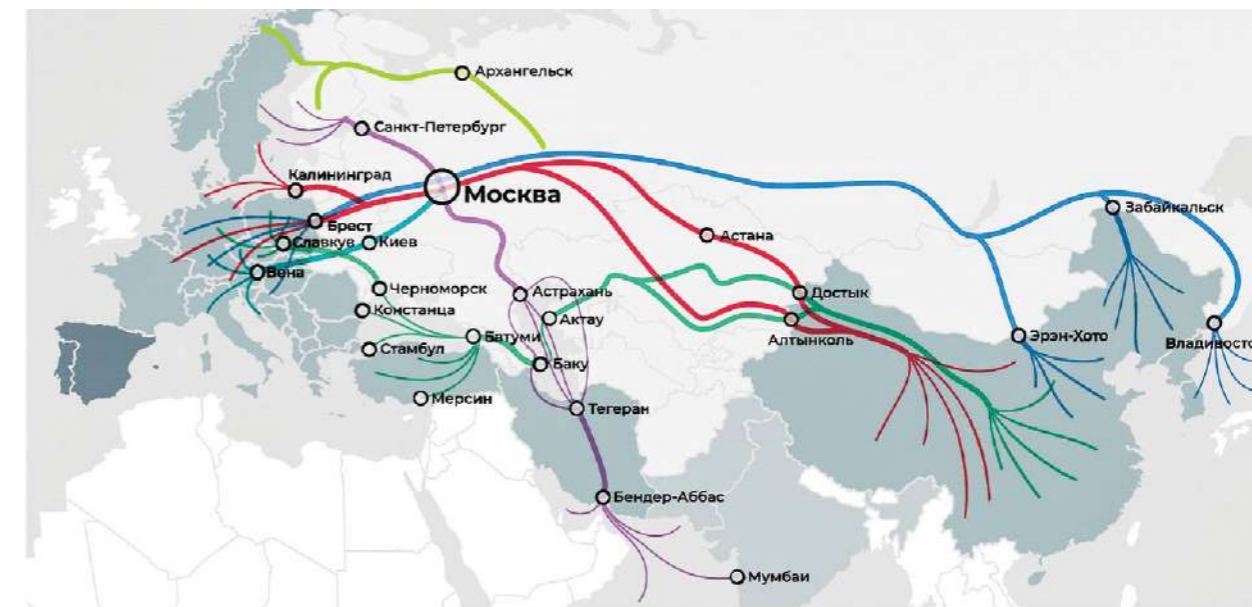 Архангельск
Санкт-Петербург
Калининград
Москва
Брест
Забайкальск
Славкув
Киев
Астана
Вена
Черноморск
Астрахань
Достык
Констанца
Актау
Батуми
Алтынколь
Эрэн-Хото
Владивосто
Стамбул
Баку
Мерсин
Тегеран
Бендер-Аббас
Мумбаи